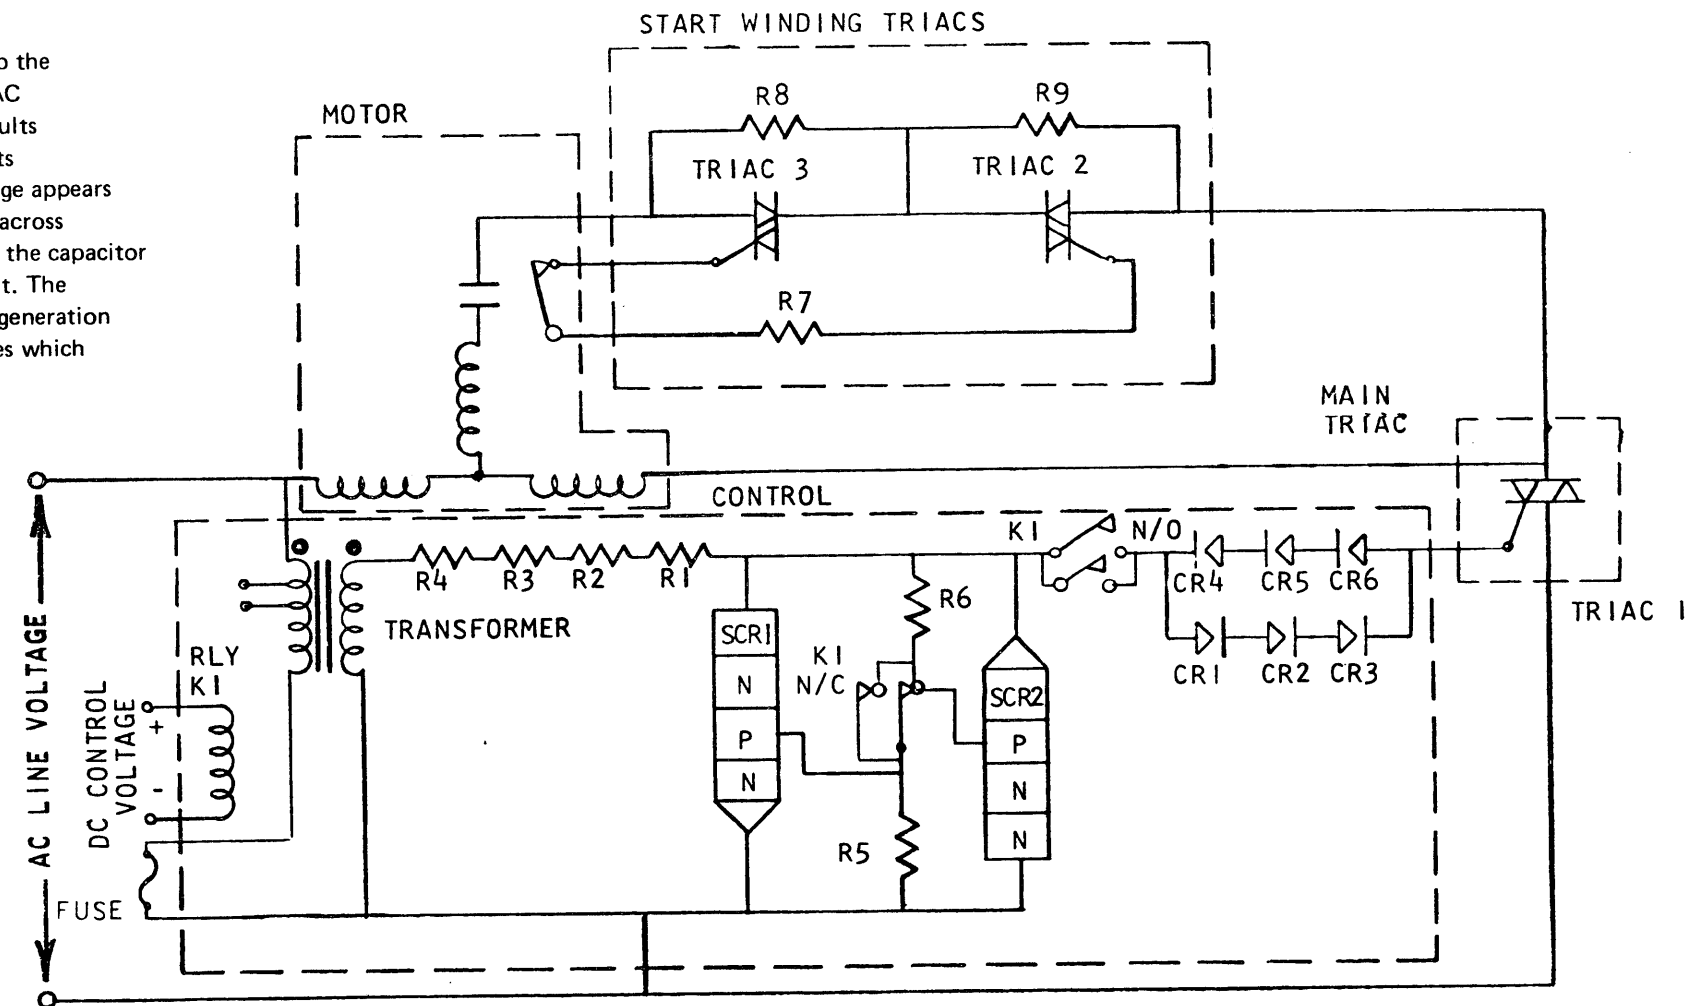 START WINDING TRIACS
the
ults
ts
ge appears
across
the capacitor
t. The
generation
es which
MOTOR
R8
R9
TRIAC 3
TRIAC 2
R7
MAIN
TRIAC
CONTROL
K1
N/O
R4
R3
R2
R1
CR4
CR5
CR6
R6
TRIAC 1
TRANSFORMER
SCR1
RLY
K1
K1
N/C
CR1
CR2
CR3
N
SCR2
P
P
N
N
N
+
-
DC CONTROL
VOLTAGE
AC LINE VOLTAGE
R5
FUSE